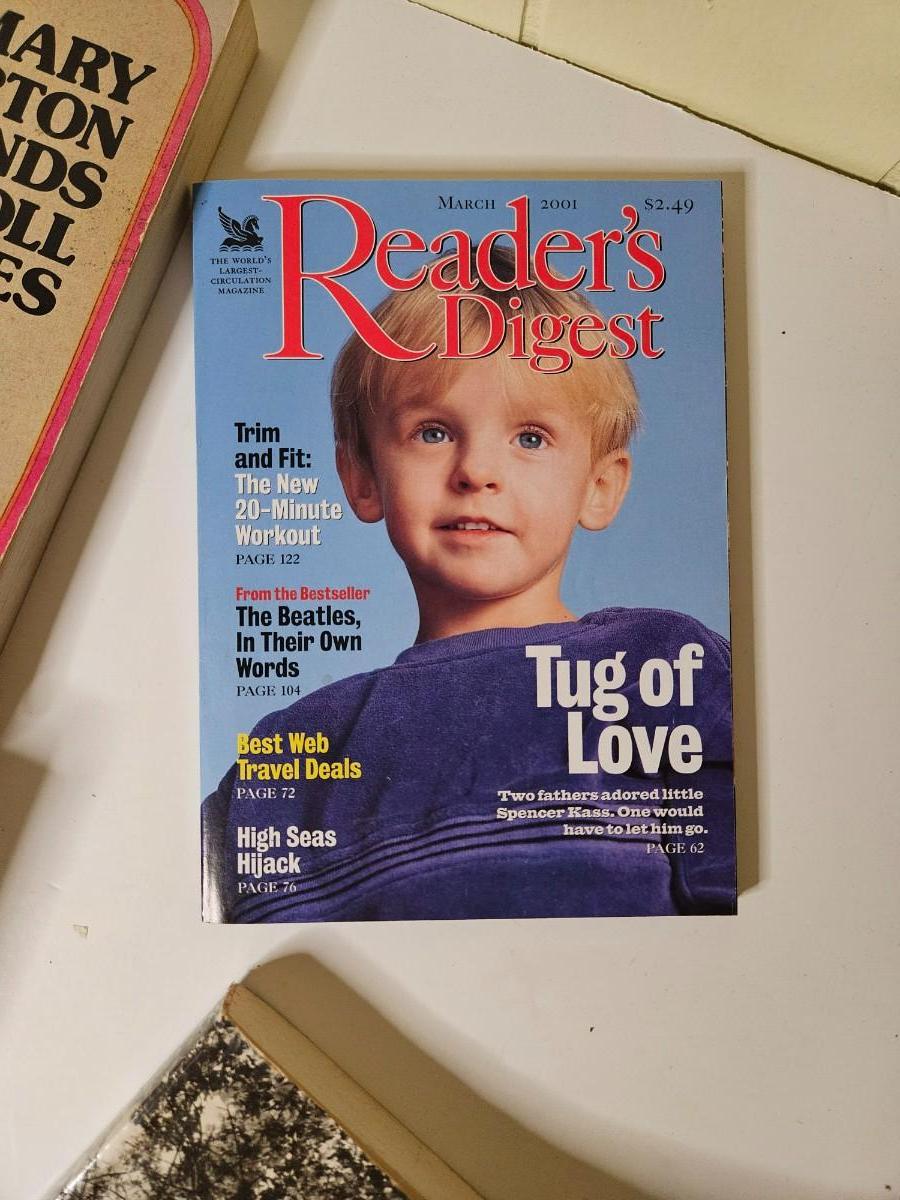 MARY
PTON
NDS
OLL
ES
March 2001 $2.49
THE WORLD'S
LARGEST-
CIRCULATION
MAGAZINE
Reader's
Digest
Trim
and Fit:
The New
20-Minute
Workout
PAGE 122
From the Bestseller
The Beatles,
In Their Own
Words
PAGE 104
Best Web
Travel Deals
PAGE 72
High Seas
Hijack
PAGE 76
Tug of
Love
Two fathers adored little
Spencer Kass. One would
have to let him go.
PAGE 62